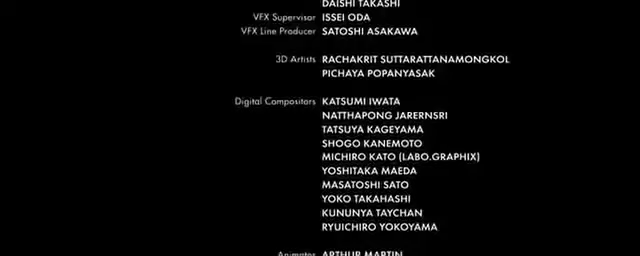 DAISHI TAKASHI
VFX Supervisor ISSEI ODA
VFX Line Producer SATOSHI ASAKAWA
3D Artists RACHAKRIT SUTTARATTANAMONGKOL
PICHAYA POPANYASAK
Digital Compositors KATSUMI IWATA
NATTHAPONG JARERNSRI
TATSUYA KAGEYAMA
SHOGO KANEMOTO
MICHIRO KATO (LABO.GRAPHIX)
YOSHITAKA MAEDA
MASATOSHI SATO
YOKO TAKAHASHI
KUNUNYA TAYCHAN
RYUICHIRO YOKOYAMA
Animator ARTHUR MARTIN